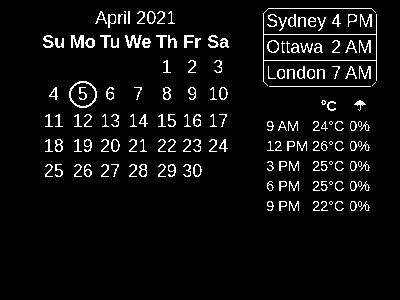 April 2021
Su Mo Tu We Th Fr Sa
1 2 3
4 5 6 7 8 9 10
11 12 13 14 15 16 17
18 19 20 21 22 23 24
25 26 27 28 29 30
Sydney 4 PM
Ottawa 2 AM
London 7 AM
°C ☂
9 AM 24°C 0%
12 PM 26°C 0%
3 PM 25°C 0%
6 PM 25°C 0%
9 PM 22°C 0%